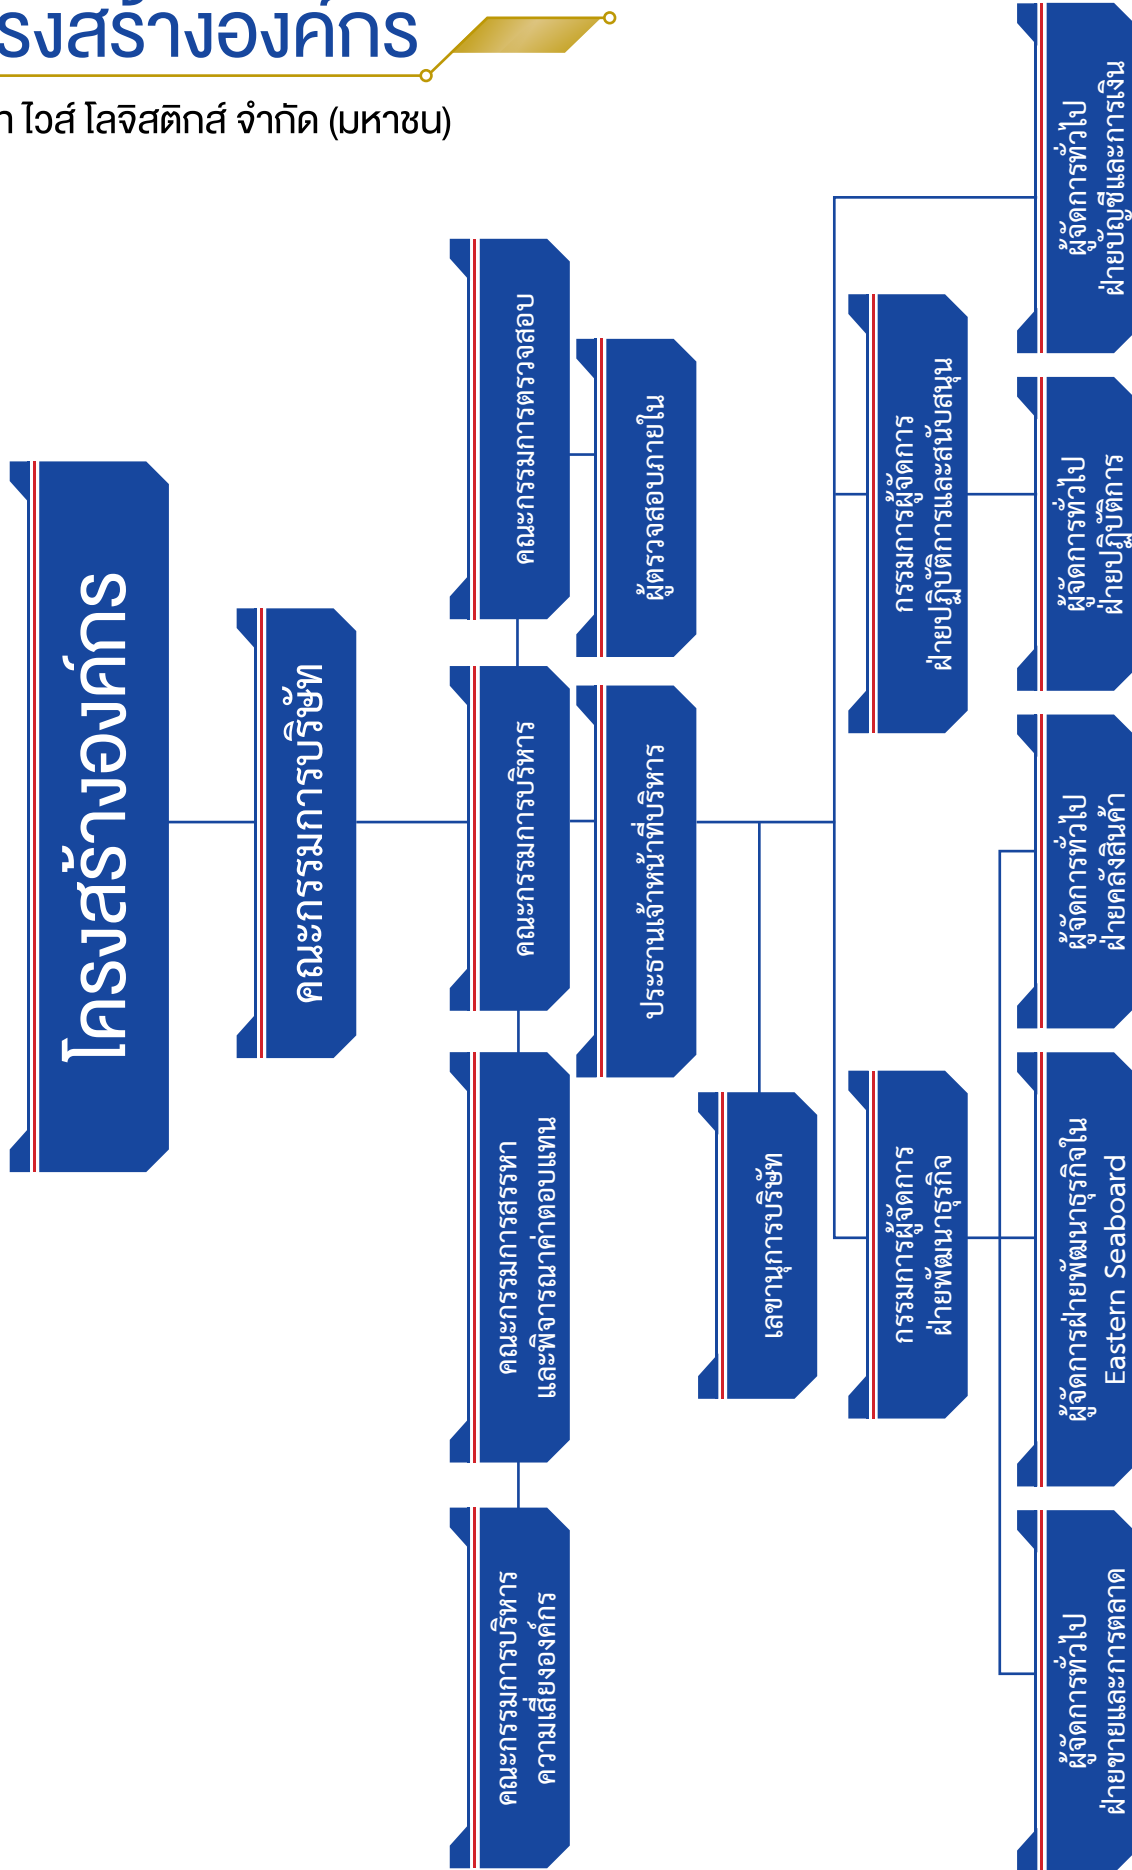 รงสร้างองค์กร
ไวส์ โลจิสติกส์ จำกัด (มหาชน)
โครงสร้างองค์กร
คณะกรรมการบริษัท
คณะกรรมการบริหาร
ความเสี่ยงองค์กร
คณะกรรมการสรรหา
และพิจารณาค่าตอบแทน
คณะกรรมการบริหาร
คณะกรรมการตรวจสอบ
ประธานเจ้าหน้าที่บริหาร
ผู้ตรวจสอบภายใน
เลขานุการบริษัท
กรรมการผู้จัดการ
ฝ่ายพัฒนาธุรกิจ
กรรมการผู้จัดการ
ฝ่ายปฏิบัติการและสนับสนุน
ผู้จัดการทั่วไป
ฝ่ายขายและการตลาด
ผู้จัดการฝ่ายพัฒนาธุรกิจใน
Eastern Seaboard
ผู้จัดการทั่วไป
ฝ่ายคลังสินค้า
ผู้จัดการทั่วไป
ฝ่ายปฏิบัติการ
ผู้จัดการทั่วไป
ฝ่ายบัญชีและการเงิน